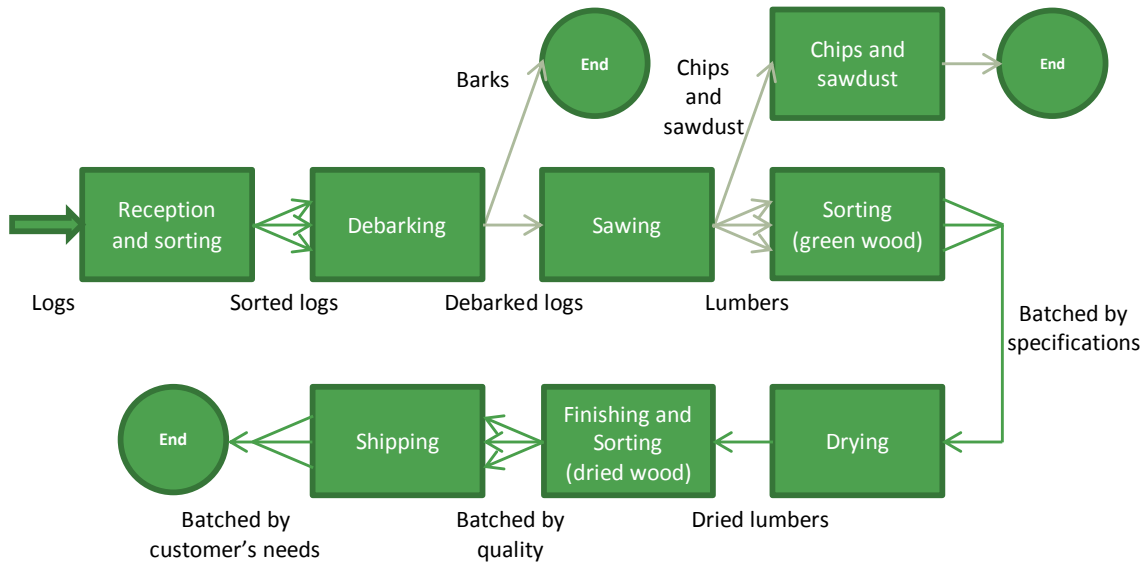 Barks
End
Chips
and
sawdust
Chips and
sawdust
End
Reception
and sorting
Debarking
Sawing
Sorting
(green wood)
Logs
Sorted logs
Debarked logs
Lumbers
Batched by
specifications
End
Shipping
Finishing and
Sorting
(dried wood)
Drying
Batched by
customer's needs
Batched by
quality
Dried lumbers